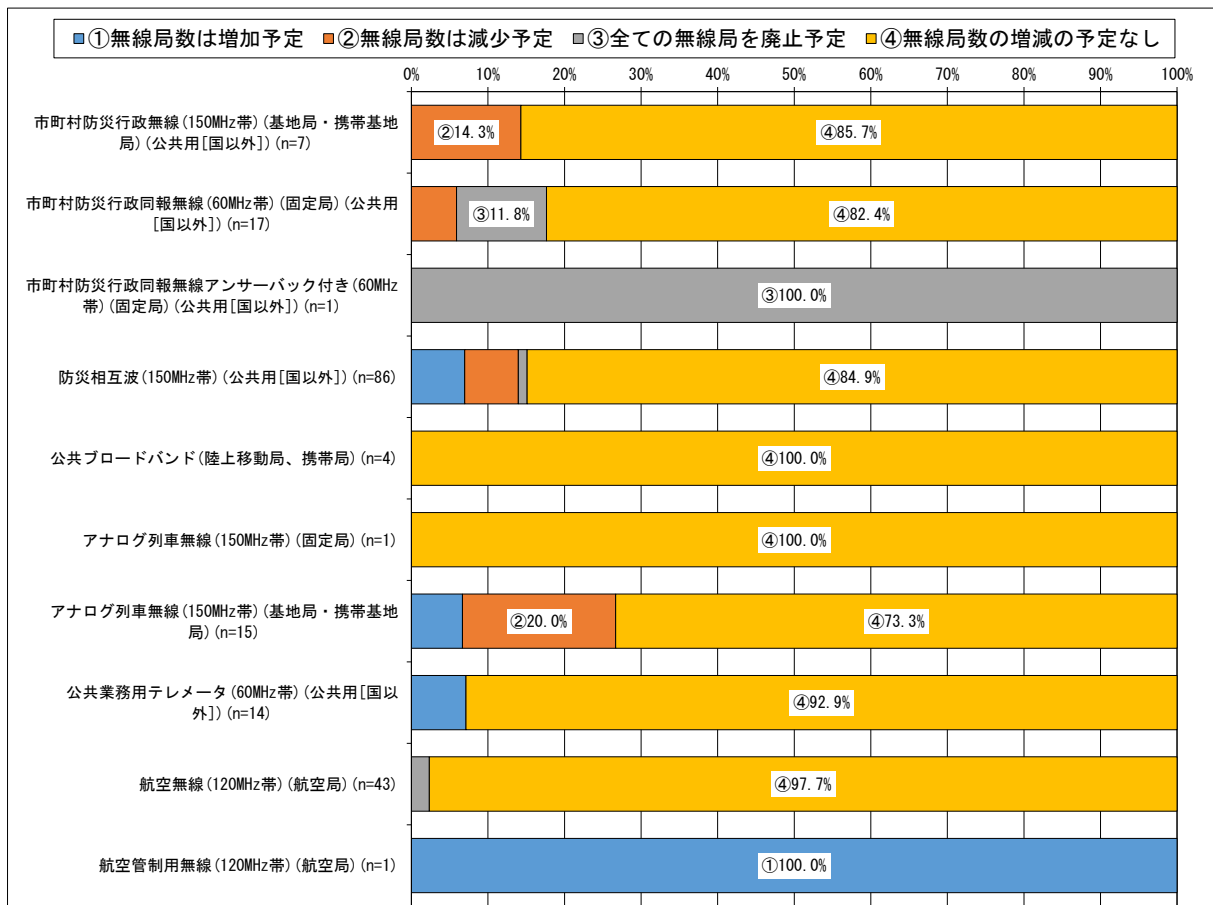 ①無線局数は増加予定 ②無線局数は減少予定 ③全ての無線局を廃止予定 ④無線局数の増減の予定なし
0% 10% 20% 30% 40% 50% 60% 70% 80% 90% 100%
市町村防災行政無線(150MHz帯)(基地局・携帯基地
局)(公共用[国以外])(n=7)
②14.3% ④85.7%
市町村防災行政同報無線(60MHz帯)(固定局)(公共用
[国以外])(n=17)
③11.8% ④82.4%
市町村防災行政同報無線アンサーバック付き(60MHz
帯)(固定局)(公共用[国以外])(n=1)
③100.0%
防災相互波(150MHz帯)(公共用[国以外])(n=86)
④84.9%
公共ブロードバンド(陸上移動局、携帯局)(n=4)
④100.0%
アナログ列車無線(150MHz帯)(固定局)(n=1)
④100.0%
アナログ列車無線(150MHz帯)(基地局・携帯基地
局)(n=15)
②20.0% ④73.3%
公共業務用テレメータ(60MHz帯)(公共用[国以
外])(n=14)
④92.9%
航空無線(120MHz帯)(航空局)(n=43)
④97.7%
航空管制用無線(120MHz帯)(航空局)(n=1)
①100.0%